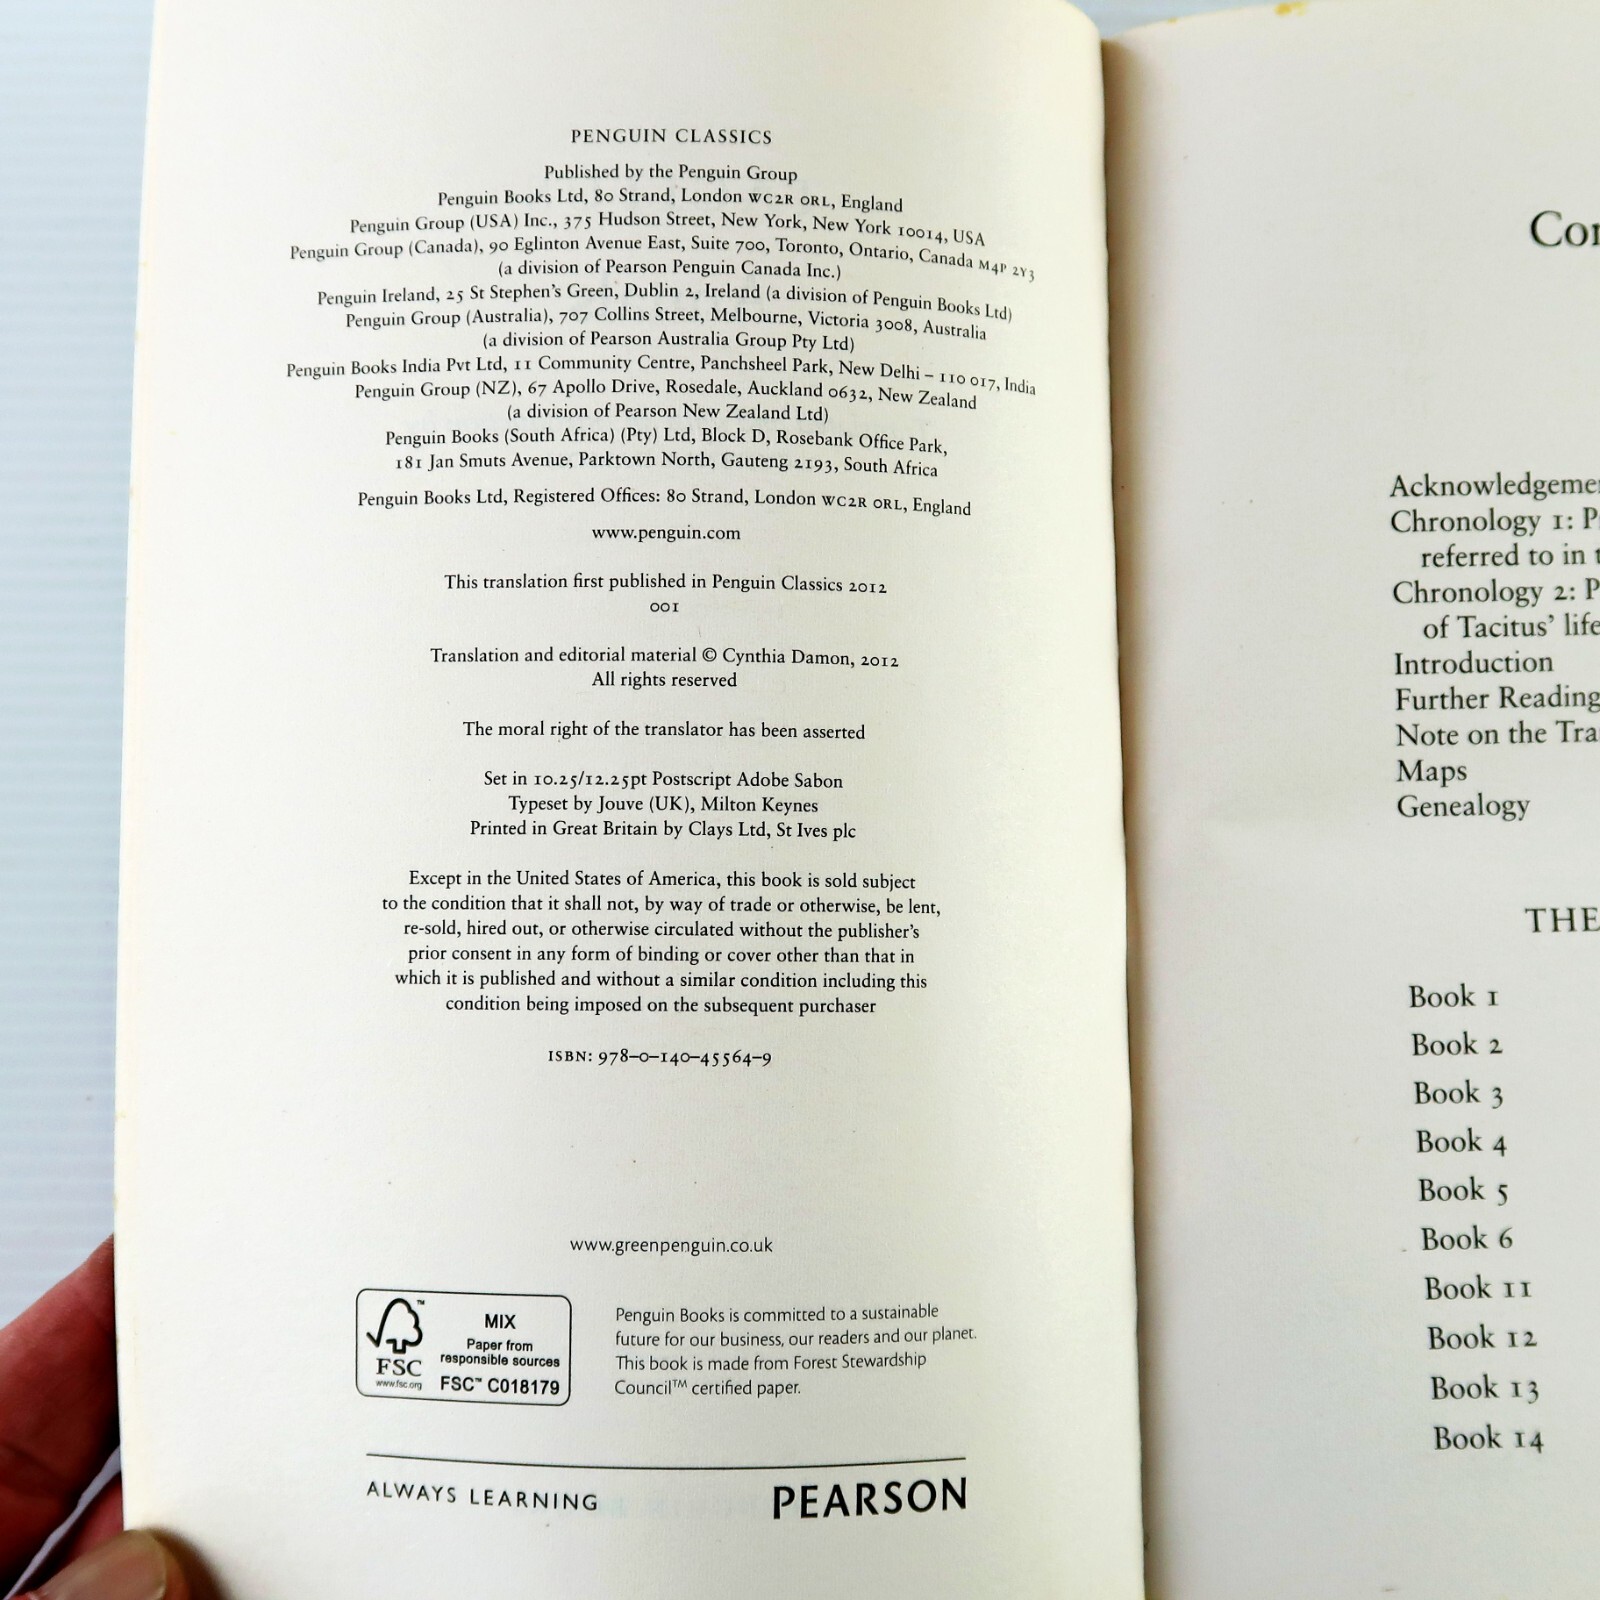 PENGUIN CLASSICS
Published by the Penguin Group
Penguin Books Ltd, 80 Strand, London WC2R 0RL, England
Penguin Group (USA) Inc., 375 Hudson Street, New York, New York 10014, USA
Penguin Group (Canada), 90 Eglinton Avenue East, Suite 700, Toronto, Ontario, Canada M4P 2Y3
(a division of Pearson Penguin Canada Inc.)
Penguin Ireland, 25 St Stephen's Green, Dublin 2, Ireland (a division of Penguin Books Ltd)
Penguin Group (Australia), 707 Collins Street, Melbourne, Victoria 3008, Australia
(a division of Pearson Australia Group Pty Ltd)
Penguin Books India Pvt Ltd, 11 Community Centre, Panchsheel Park, New Delhi – 110 017, India
Penguin Group (NZ), 67 Apollo Drive, Rosedale, Auckland 0632, New Zealand
(a division of Pearson New Zealand Ltd)
Penguin Books (South Africa) (Pty) Ltd, Block D, Rosebank Office Park,
181 Jan Smuts Avenue, Parktown North, Gauteng 2193, South Africa
Penguin Books Ltd, Registered Offices: 80 Strand, London WC2R 0RL, England
www.penguin.com
This translation first published in Penguin Classics 2012
001
Translation and editorial material © Cynthia Damon, 2012
All rights reserved
The moral right of the translator has been asserted
Set in 10.25/12.25pt Postscript Adobe Sabon
Typeset by Jouve (UK), Milton Keynes
Printed in Great Britain by Clays Ltd, St Ives plc
Except in the United States of America, this book is sold subject
to the condition that it shall not, by way of trade or otherwise, be lent,
re-sold, hired out, or otherwise circulated without the publisher's
prior consent in any form of binding or cover other than that in
which it is published and without a similar condition including this
condition being imposed on the subsequent purchaser
ISBN: 978-0-140-45564-9
www.greenpenguin.co.uk
FSC
www.fsc.org
MIX
Paper from
responsible sources
FSC™ C018179
Penguin Books is committed to a sustainable
future for our business, our readers and our planet.
This book is made from Forest Stewardship
Council™ certified paper.
ALWAYS LEARNING
PEARSON
Con
Acknowledgemen
Chronology 1: P
referred to in t
Chronology 2: P
of Tacitus' life
Introduction
Further Reading
Note on the Tra
Maps
Genealogy
THE
Book 1
Book 2
Book 3
Book 4
Book 5
Book 6
Book 11
Book 12
Book 13
Book 14